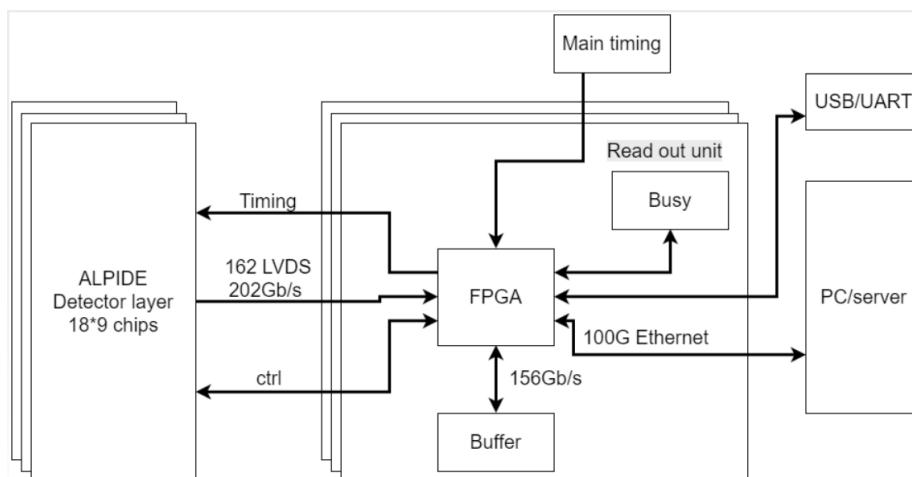 Main timing
USB/UART
Read out unit
Busy
Timing
ALPIDE
Detector layer
18*9 chips
162 LVDS
202Gb/s
FPGA
PC/server
100G Ethernet
ctrl
156Gb/s
Buffer